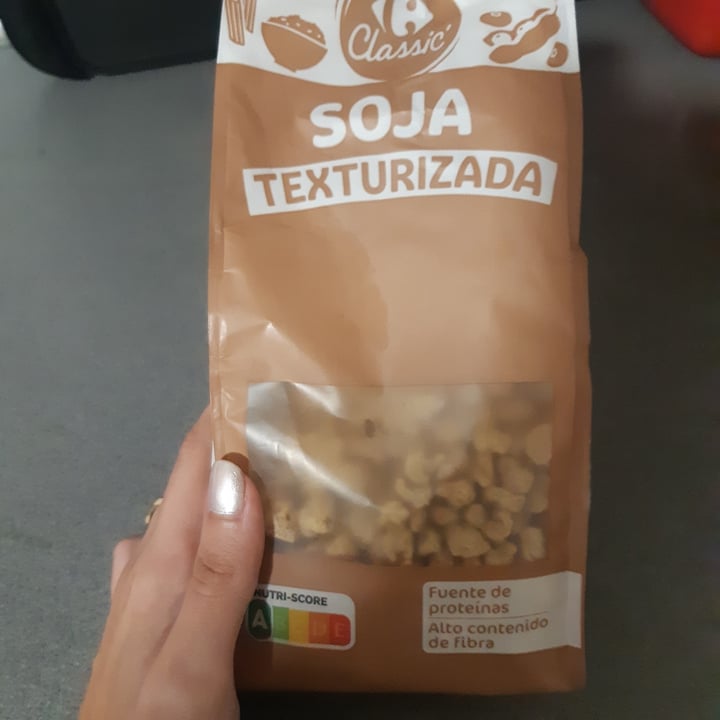 Classic'
SOJA
TEXTURIZADA
NUTRI-SCORE
A B C D E
Fuente de
proteínas
Alto contenido
de fibra